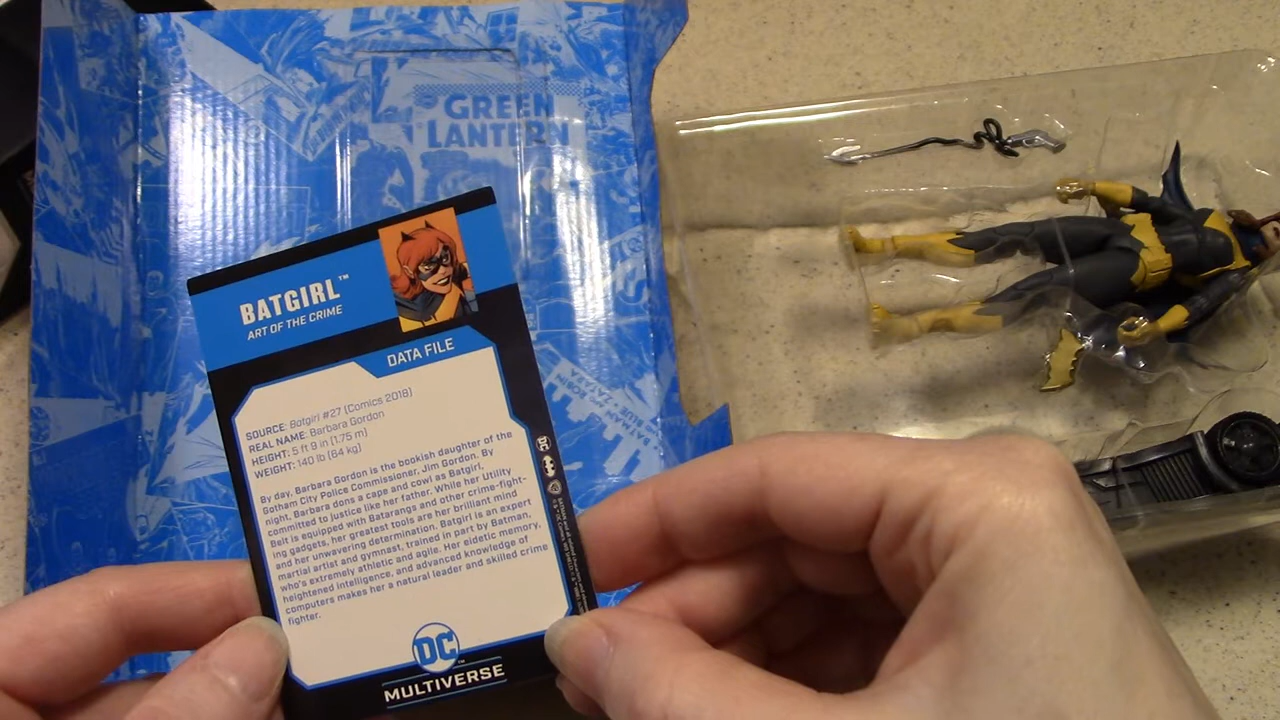 GREEN
LANTERN
BATGIRL™
ART OF THE CRIME
DATA FILE
SOURCE: Batgirl #27 (Comics 2018)
REAL NAME: Barbara Gordon
HEIGHT: 5 ft 9 in (1.75 m)
WEIGHT: 140 lb (64 kg)
By day, Barbara Gordon is the bookish daughter of the
Gotham City Police Commissioner, Jim Gordon. By
night, Barbara dons a cape and cowl as Batgirl,
committed to justice like her father. While her Utility
Belt is equipped with Batarangs and other crime-fight-
ing gadgets, her greatest tools are her brilliant mind
and her unwavering determination. Batgirl is an expert
martial artist and gymnast, trained in part by Batman,
who's extremely athletic and agile. Her eidetic memory,
heightened intelligence, and advanced knowledge of
computers makes her a natural leader and skilled crime
fighter.
DC
DC™
MULTIVERSE